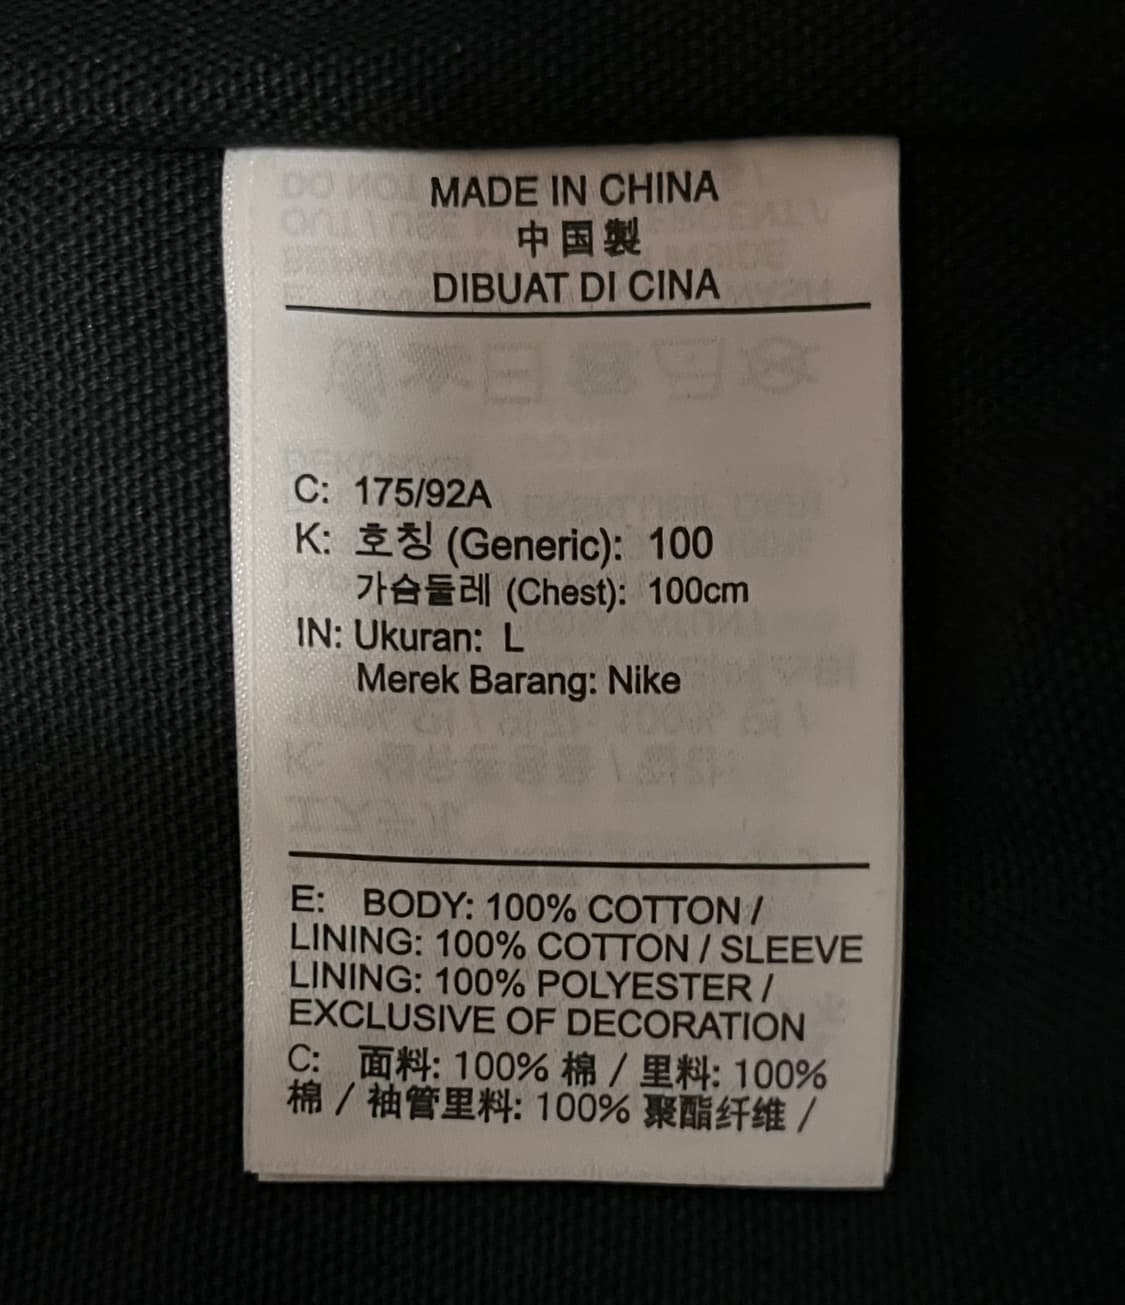 MADE IN CHINA
中国製
DIBUAT DI CINA
C: 175/92A
K: 호칭 (Generic): 100
가슴둘레 (Chest): 100cm
IN: Ukuran: L
Merek Barang: Nike
E: BODY: 100% COTTON /
LINING: 100% COTTON / SLEEVE
LINING: 100% POLYESTER /
EXCLUSIVE OF DECORATION
C: 面料: 100% 棉 / 里料: 100%
棉 / 袖管里料: 100% 聚酯纤维 /